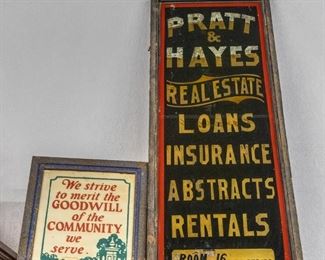 PRATT
&
HAYES
REAL ESTATE
LOANS
INSURANCE
ABSTRACTS
RENTALS
ROOM 16
We strive
to merit the
GOODWILL
of the
COMMUNITY
we
serve.